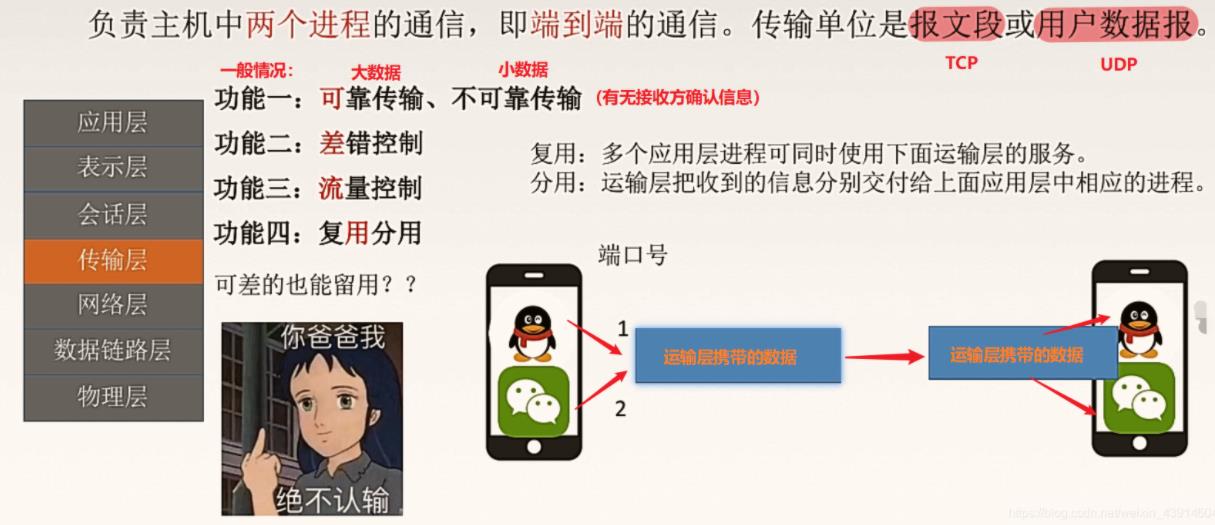 负责主机中两个进程的通信，即端到端的通信。传输单位是报文段或用户数据报。
TCP
UDP
一般情况：
大数据
小数据
功能一：可靠传输、不可靠传输
（有无接收方确认信息）
功能二：差错控制
功能三：流量控制
功能四：复用分用
可差的也能留用？？
复用：多个应用层进程可同时使用下面运输层的服务。
分用：运输层把收到的信息分别交付给上面应用层中相应的进程。
应用层
表示层
会话层
传输层
网络层
数据链路层
物理层
你爸爸我
绝不认输
端口号
1
2
运输层携带的数据
运输层携带的数据